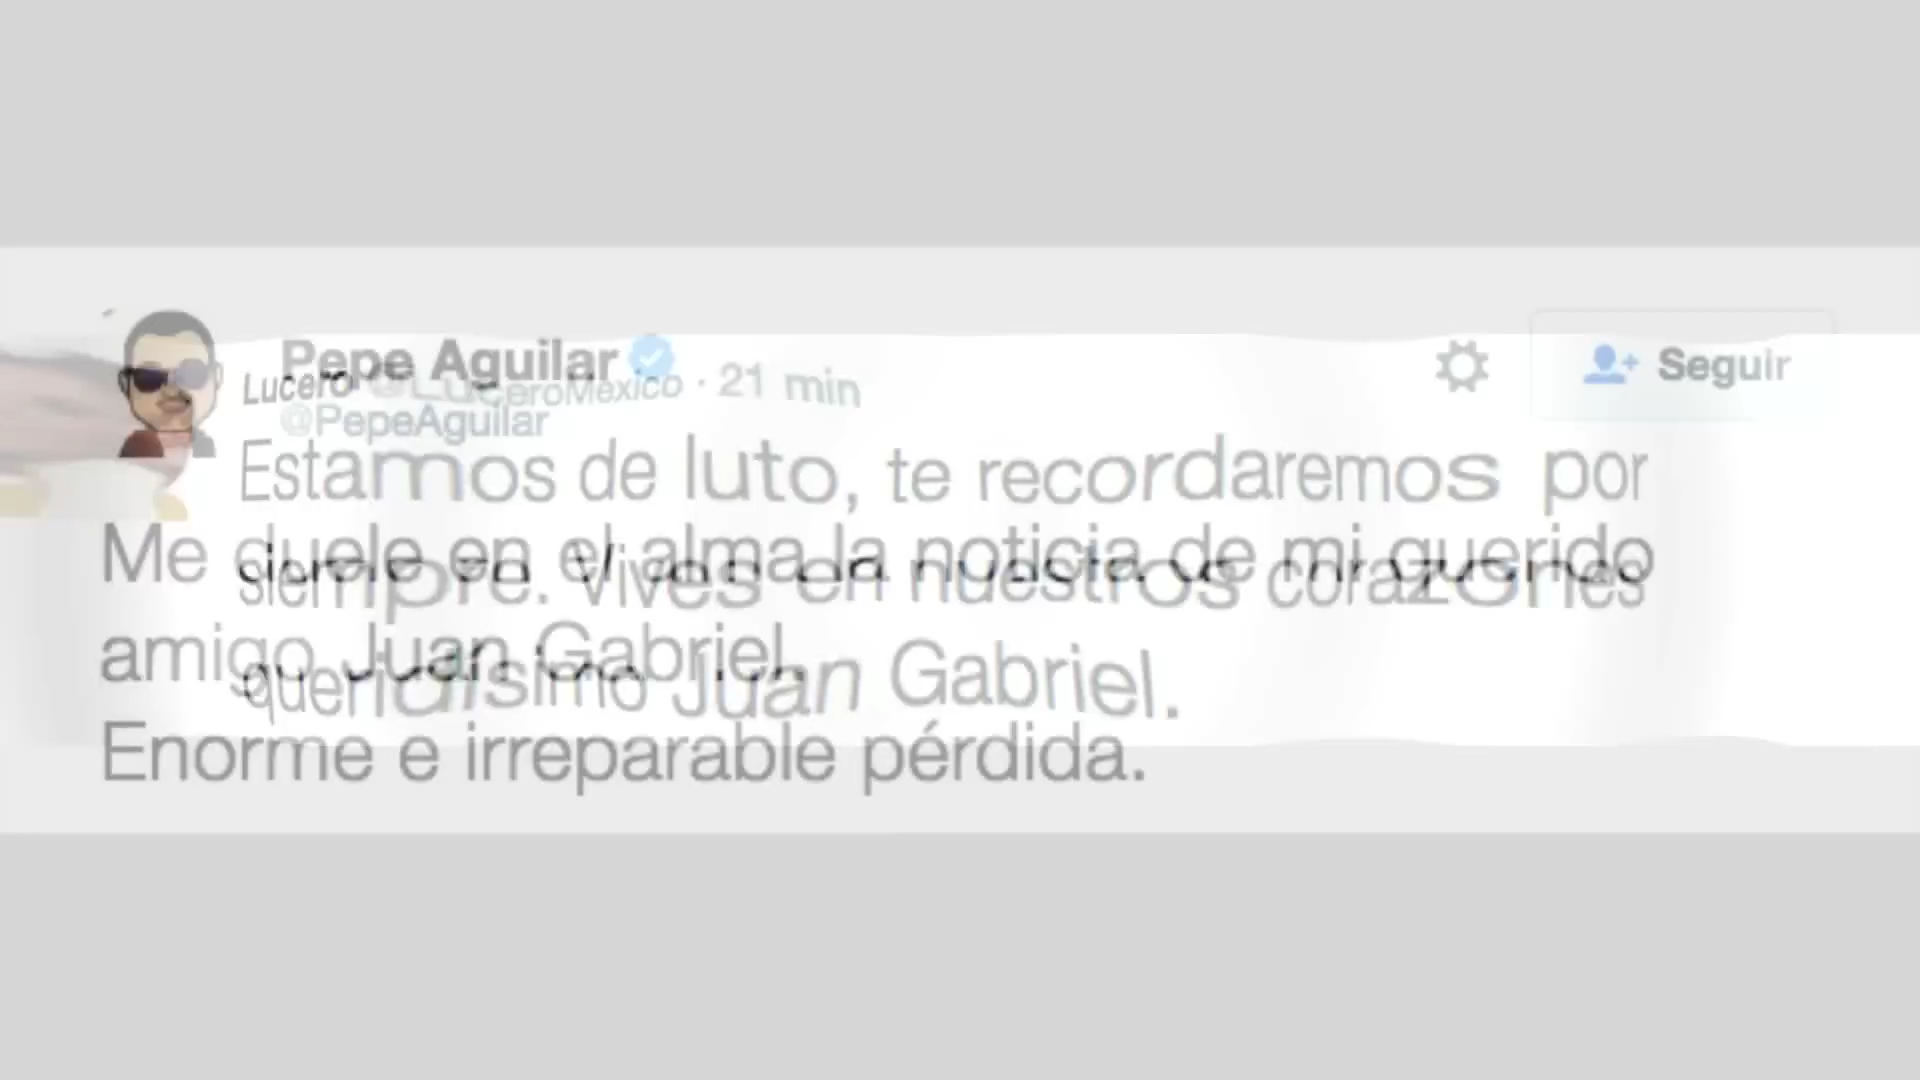 Pepe Aguilar
@PepeAguilar
Seguir
Me duele en el alma la noticia de mi querido
amigo Juan Gabriel.
Enorme e irreparable pérdida.
Lucero @LuceroMexico · 21 min
Estamos de luto, te recordaremos por
siempre. Vives en nuestros corazones
queridísimo Juan Gabriel.